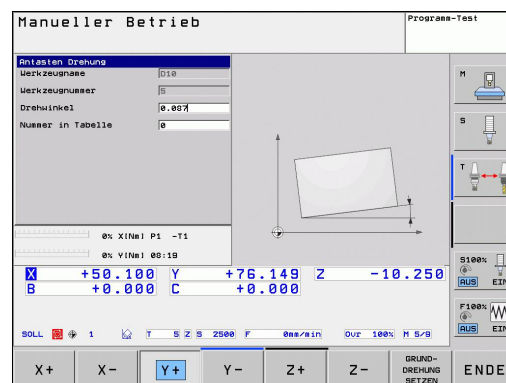 Manueller Betrieb
Programm-Test
Antasten Drehung
Werkzeugname D10
Werkzeugnummer 5
Drehwinkel 0.087
Nummer in Tabelle 0
M
S
T
0% X[Nm] P1 -T1
0% Y[Nm] 08:19
X +50.100 Y +76.149 Z -10.250
B +0.000 C +0.000
S100%
AUS EIN
F100%
AUS EIN
SOLL 1 T 5 Z S 2500 F 0mm/min Ovr 100% M 5/9
X+ X- Y+ Y- Z+ Z- GRUND-DREHUNG SETZEN ENDE